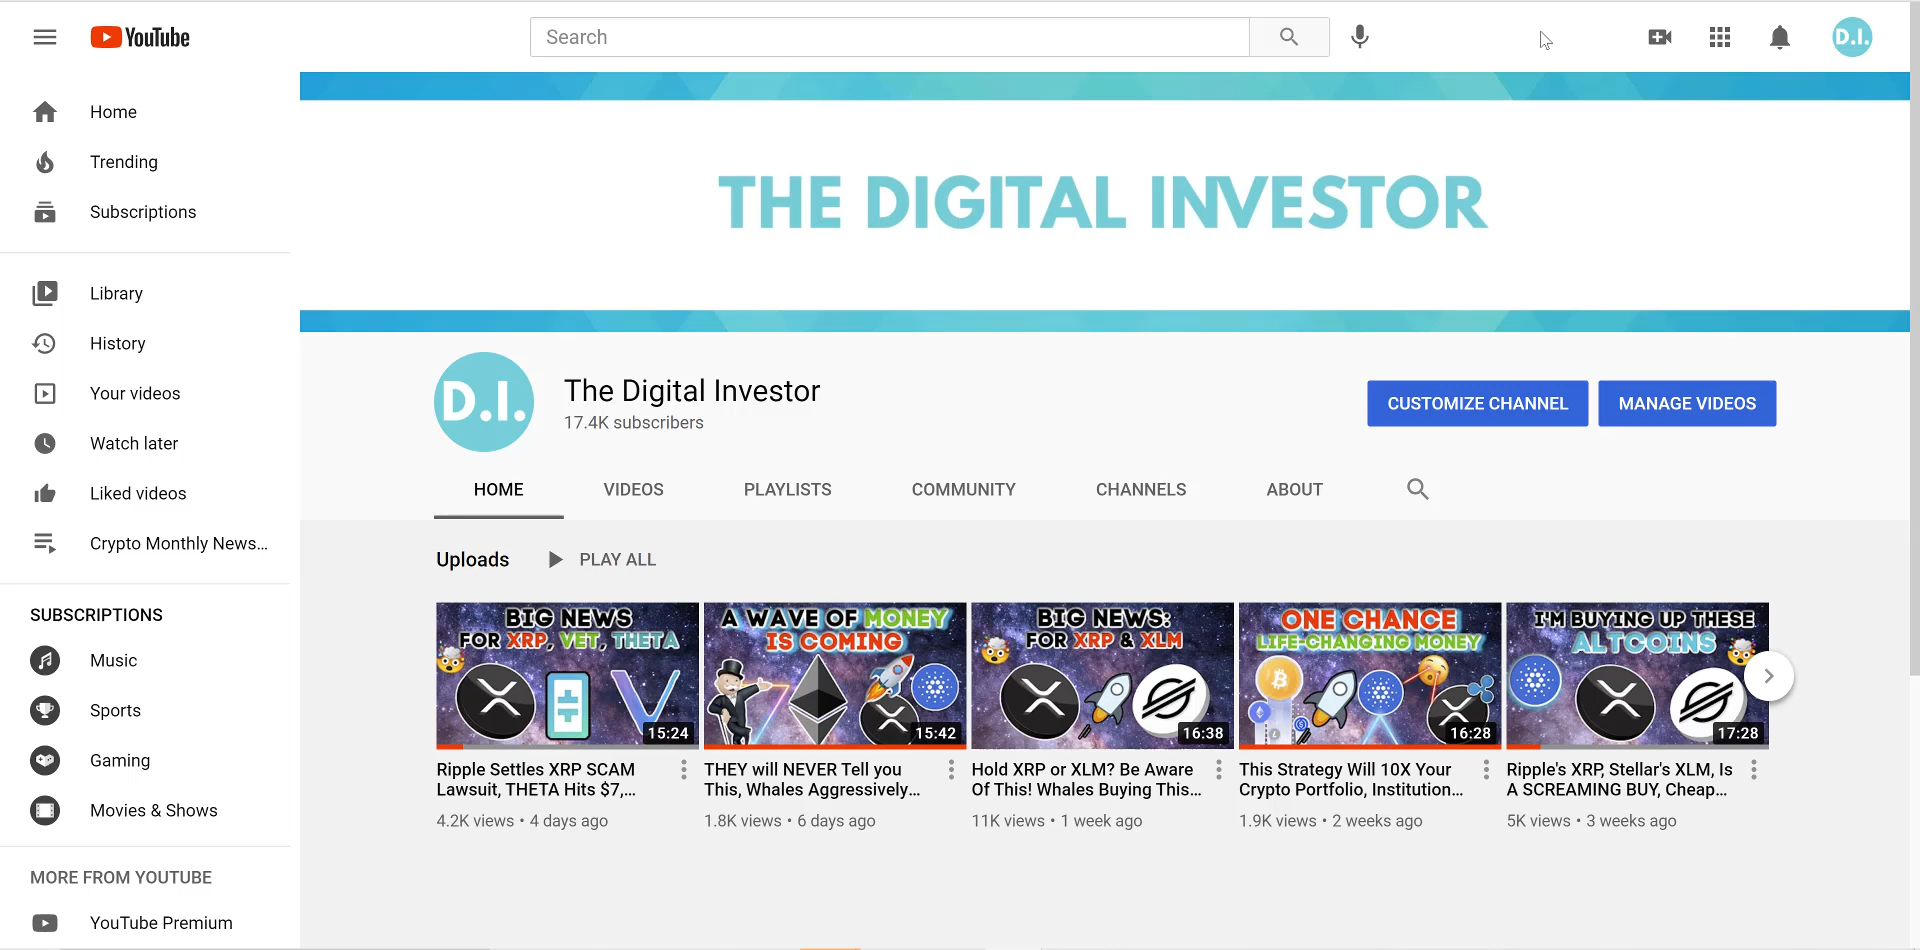 YouTube
Search
D.I.
Home
Trending
Subscriptions
Library
History
Your videos
Watch later
Liked videos
Crypto Monthly News...
SUBSCRIPTIONS
Music
Sports
Gaming
Movies & Shows
MORE FROM YOUTUBE
YouTube Premium
THE DIGITAL INVESTOR
D.I.
The Digital Investor
17.4K subscribers
CUSTOMIZE CHANNEL
MANAGE VIDEOS
HOME
VIDEOS
PLAYLISTS
COMMUNITY
CHANNELS
ABOUT
Uploads
PLAY ALL
BIG NEWS
FOR XRP, VET, THETA
15:24
Ripple Settles XRP SCAM
Lawsuit, THETA Hits $7,...
4.2K views • 4 days ago
A WAVE OF MONEY
IS COMING
15:42
THEY will NEVER Tell you
This, Whales Aggressively...
1.8K views • 6 days ago
BIG NEWS:
FOR XRP & XLM
16:38
Hold XRP or XLM? Be Aware
Of This! Whales Buying This...
11K views • 1 week ago
ONE CHANCE
LIFE-CHANGING MONEY
16:28
This Strategy Will 10X Your
Crypto Portfolio, Institution...
1.9K views • 2 weeks ago
I'M BUYING UP THESE
ALTCOINS
17:28
Ripple's XRP, Stellar's XLM, Is
A SCREAMING BUY, Cheap...
5K views • 3 weeks ago